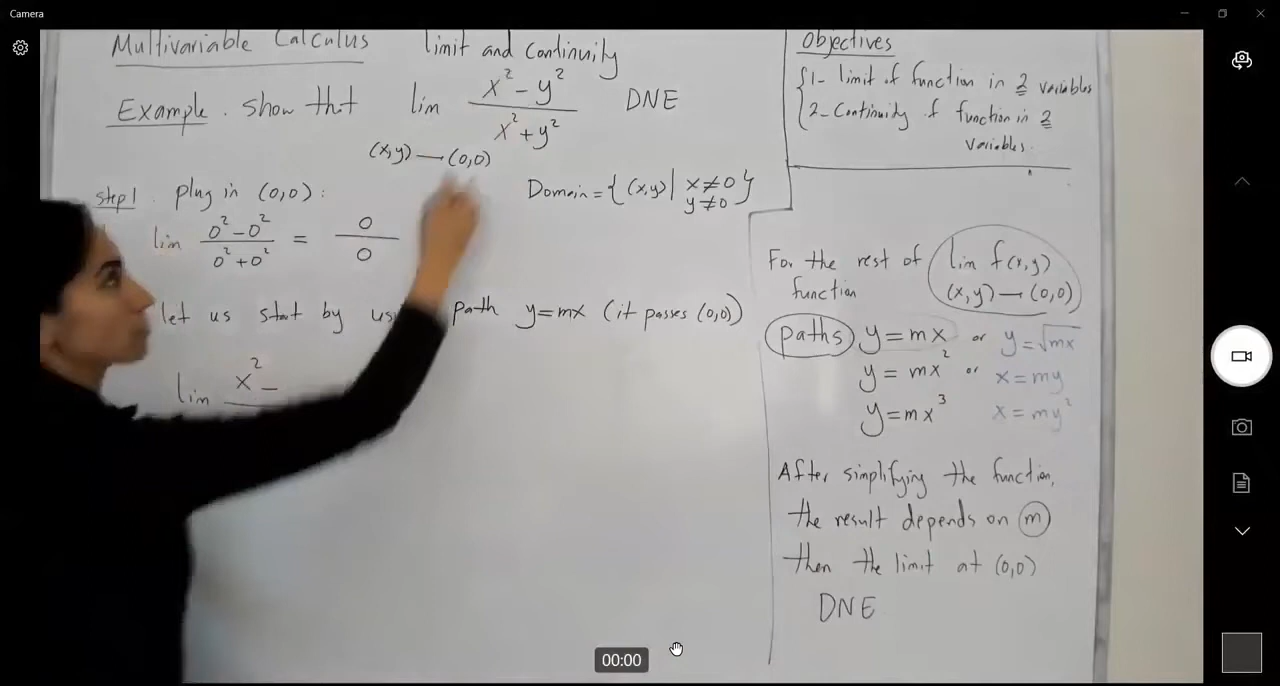 Camera
Multivariable Calculus limit and continuity
Example. Show that lim x² - y² / x² + y² DNE
(x,y) — (0,0)
step1. plug in (0,0):
Domain = { (x,y) | x≠0 }
y≠0
lim 0² - 0² / 0² + 0² = 0 / 0
let us start by path y=mx (it passes (0,0))
lim x² -
Objectives
1- limit of function in 2 variables
2- Continuity of function in 2
variables.
For the rest of lim f(x,y)
function (x,y) — (0,0)
paths y = mx or y = √mx
y = mx² or x = my
y = mx³ x = my²
After simplifying the function,
the result depends on m
then the limit at (0,0)
DNE
00:00